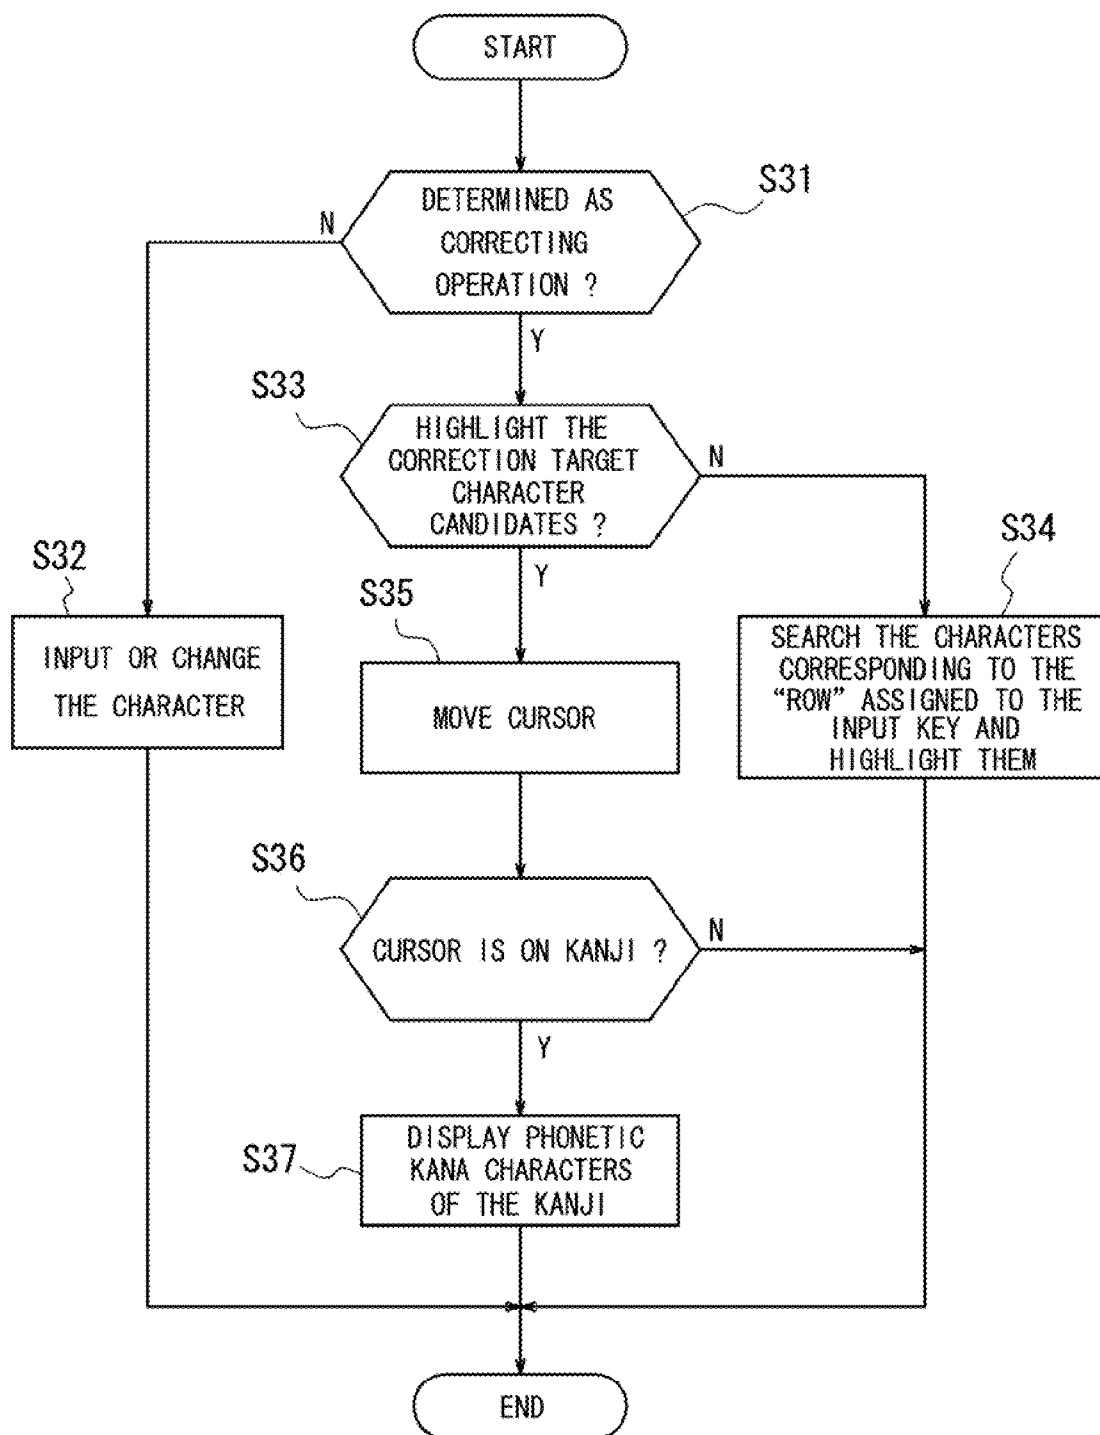 START
S31
DETERMINED AS
CORRECTING
OPERATION ?
N
Y
S33
HIGHLIGHT THE
CORRECTION TARGET
CHARACTER
CANDIDATES ?
N
Y
S32
INPUT OR CHANGE
THE CHARACTER
S35
MOVE CURSOR
S34
SEARCH THE CHARACTERS
CORRESPONDING TO THE
“ROW” ASSIGNED TO THE
INPUT KEY AND
HIGHLIGHT THEM
S36
CURSOR IS ON KANJI ?
N
Y
S37
DISPLAY PHONETIC
KANA CHARACTERS
OF THE KANJI
END